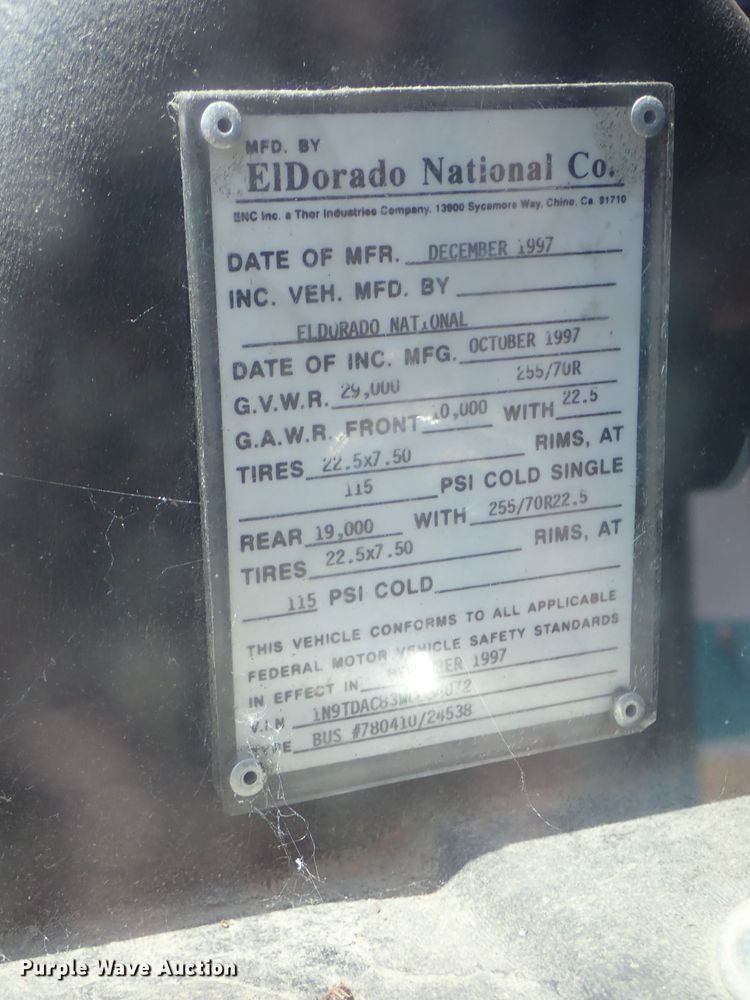 MFD. BY
ElDorado National Co.
ENC Inc. a Thor Industries Company. 13900 Sycamore Way, Chino, Ca 91710
DATE OF MFR. DECEMBER 1997
INC. VEH. MFD. BY
ELDORADO NATIONAL
DATE OF INC. MFG. OCTOBER 1997
G.V.W.R. 29,000 255/70R
G.A.W.R. FRONT 10,000 WITH 22.5
TIRES 22.5x7.50 RIMS, AT
115 PSI COLD SINGLE
REAR 19,000 WITH 255/70R22.5
TIRES 22.5x7.50 RIMS, AT
115 PSI COLD
THIS VEHICLE CONFORMS TO ALL APPLICABLE
FEDERAL MOTOR VEHICLE SAFETY STANDARDS
IN EFFECT IN 1997
V.I.N
TYPE BUS #780410/24538
Purple Wave Auction